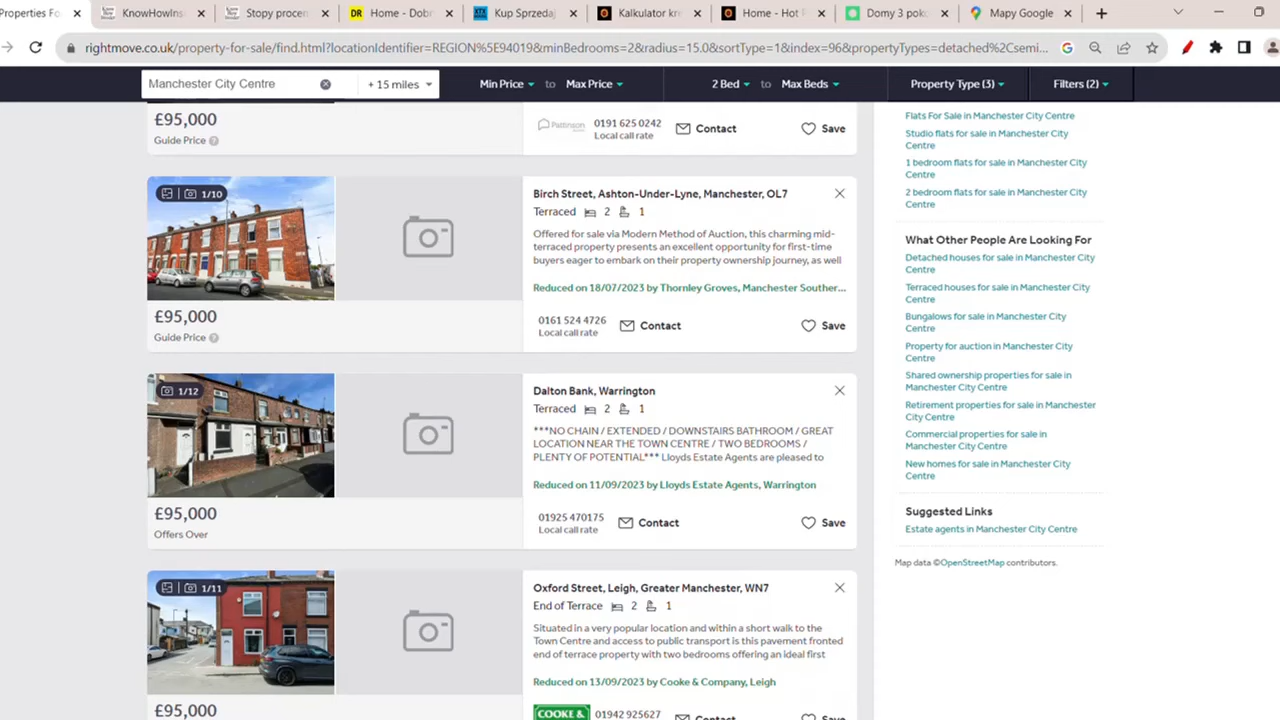 Properties Fo
KnowHowIns
Stopy procen
DR Home - Dobr
Kup Sprzedaj
Kalkulator kre
Home - Hot
Domy 3 poko
Mapy Google
rightmove.co.uk/property-for-sale/find.html?locationIdentifier=REGION%5E94019&minBedrooms=2&radius=15.0&sortType=1&index=96&propertyTypes=detached%2Csemi...
Manchester City Centre
+ 15 miles
Min Price to Max Price
2 Bed to Max Beds
Property Type (3)
Filters (2)
£95,000
Guide Price ?
Pattinson
0191 625 0242
Local call rate
Contact
Save
1/10
Birch Street, Ashton-Under-Lyne, Manchester, OL7
Terraced 2 1
Offered for sale via Modern Method of Auction, this charming mid-
terraced property presents an excellent opportunity for first-time
buyers eager to embark on their property ownership journey, as well
Reduced on 18/07/2023 by Thornley Groves, Manchester Souther...
£95,000
Guide Price ?
0161 524 4726
Local call rate
Contact
Save
1/12
Dalton Bank, Warrington
Terraced 2 1
***NO CHAIN / EXTENDED / DOWNSTAIRS BATHROOM / GREAT
LOCATION NEAR THE TOWN CENTRE / TWO BEDROOMS /
PLENTY OF POTENTIAL*** Lloyds Estate Agents are pleased to
Reduced on 11/09/2023 by Lloyds Estate Agents, Warrington
£95,000
Offers Over
01925 470175
Local call rate
Contact
Save
1/11
Oxford Street, Leigh, Greater Manchester, WN7
End of Terrace 2 1
Situated in a very popular location and within a short walk to the
Town Centre and access to public transport is this pavement fronted
end of terrace property with two bedrooms offering an ideal first
Reduced on 13/09/2023 by Cooke & Company, Leigh
£95,000
COOKE &
01942 925627
Contact
Save
Flats For Sale in Manchester City Centre
Studio flats for sale in Manchester City
Centre
1 bedroom flats for sale in Manchester City
Centre
2 bedroom flats for sale in Manchester City
Centre
What Other People Are Looking For
Detached houses for sale in Manchester City
Centre
Terraced houses for sale in Manchester City
Centre
Bungalows for sale in Manchester City
Centre
Property for auction in Manchester City
Centre
Shared ownership properties for sale in
Manchester City Centre
Retirement properties for sale in Manchester
City Centre
Commercial properties for sale in
Manchester City Centre
New homes for sale in Manchester City
Centre
Suggested Links
Estate agents in Manchester City Centre
Map data ©OpenStreetMap contributors.